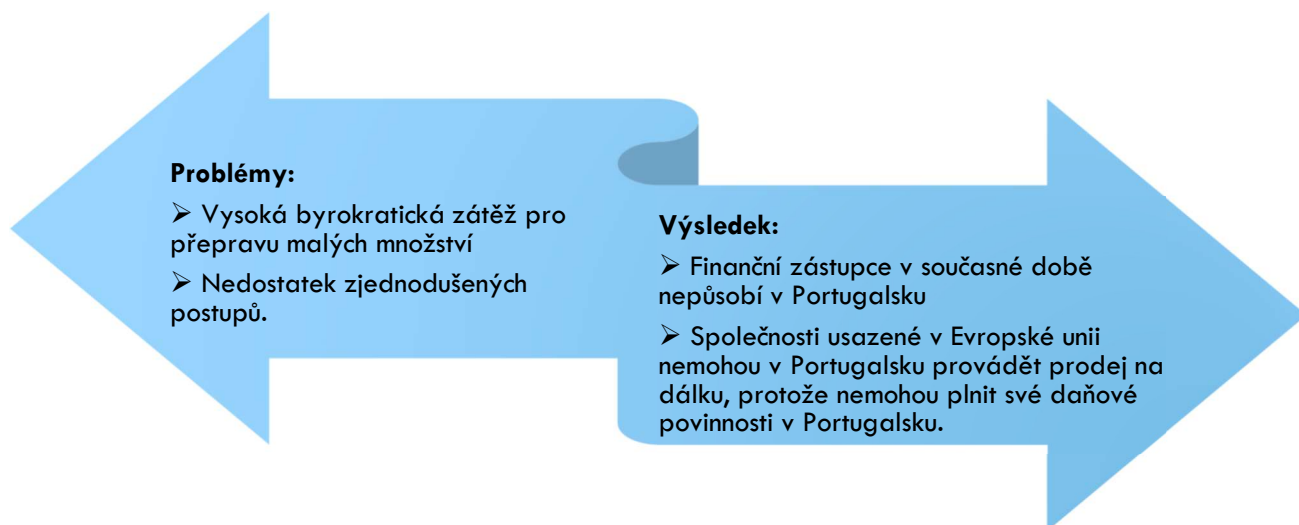 Problémy:
➢ Vysoká byrokratická zátěž pro
přepravu malých množství
➢ Nedostatek zjednodušených
postupů.
Výsledek:
➢ Finanční zástupce v současné době
nepůsobí v Portugalsku
➢ Společnosti usazené v Evropské unii
nemohou v Portugalsku provádět prodej na
dálku, protože nemohou plnit své daňové
povinnosti v Portugalsku.